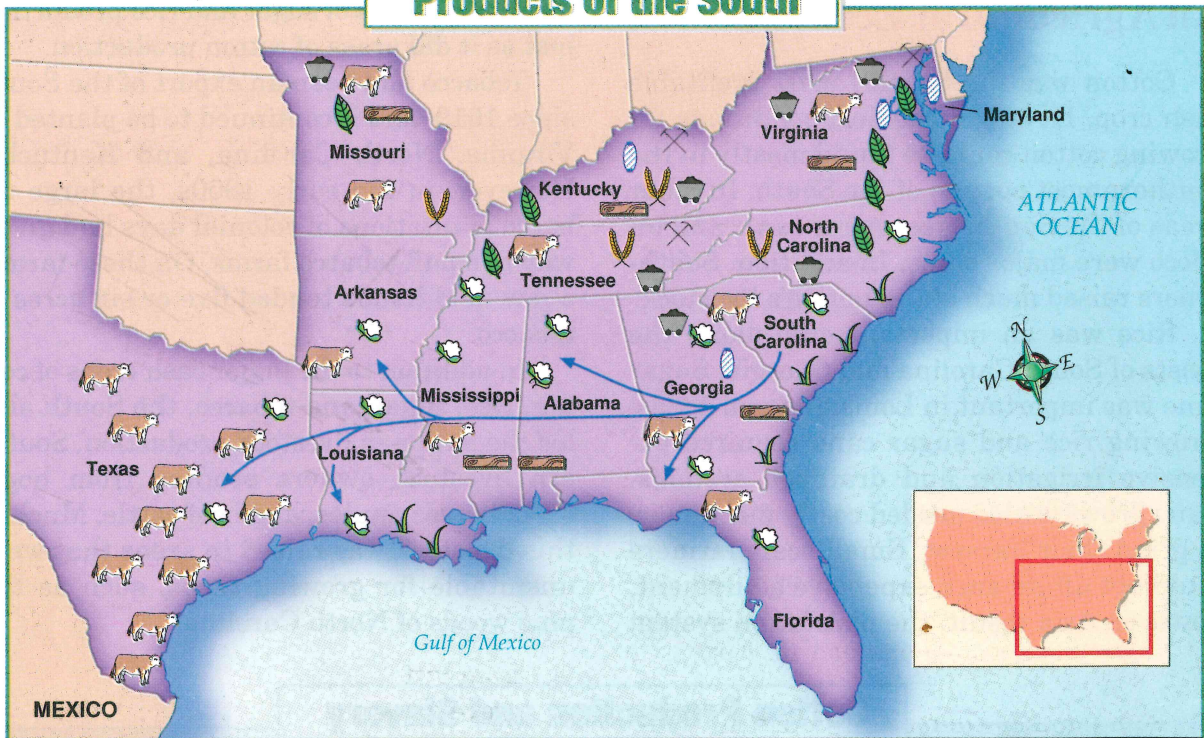 Products of the South
Missouri
Virginia
Maryland
Kentucky
ATLANTIC
OCEAN
North
Carolina
Tennessee
Arkansas
South
Carolina
N
W E
S
Mississippi
Alabama
Georgia
Texas
Louisiana
Florida
Gulf of Mexico
MEXICO